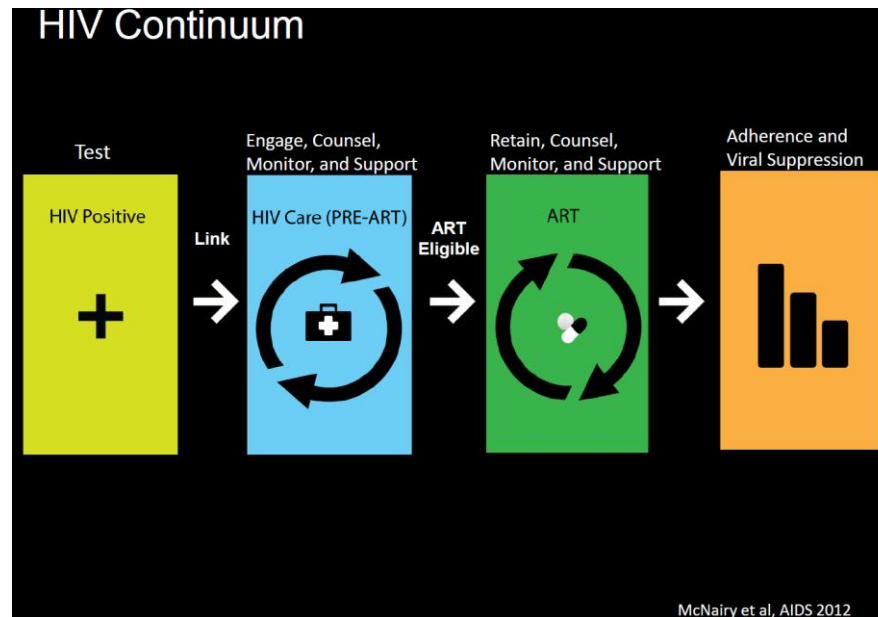 HIV Continuum
Test
HIV Positive
Link
Engage, Counsel,
Monitor, and Support
HIV Care (PRE-ART)
ART
Eligible
Retain, Counsel,
Monitor, and Support
ART
Adherence and
Viral Suppression
McNairy et al, AIDS 2012